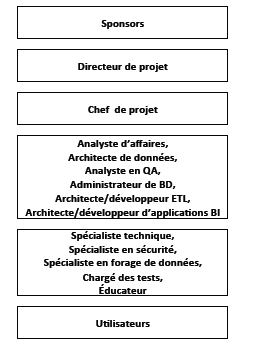 Sponsors
Directeur de projet
Chef de projet
Analyste d'affaires,
Architecte de données,
Analyste en QA,
Administrateur de BD,
Architecte/développeur ETL,
Architecte/développeur d'applications BI
Spécialiste technique,
Spécialiste en sécurité,
Spécialiste en forage de données,
Chargé des tests,
Éducateur
Utilisateurs